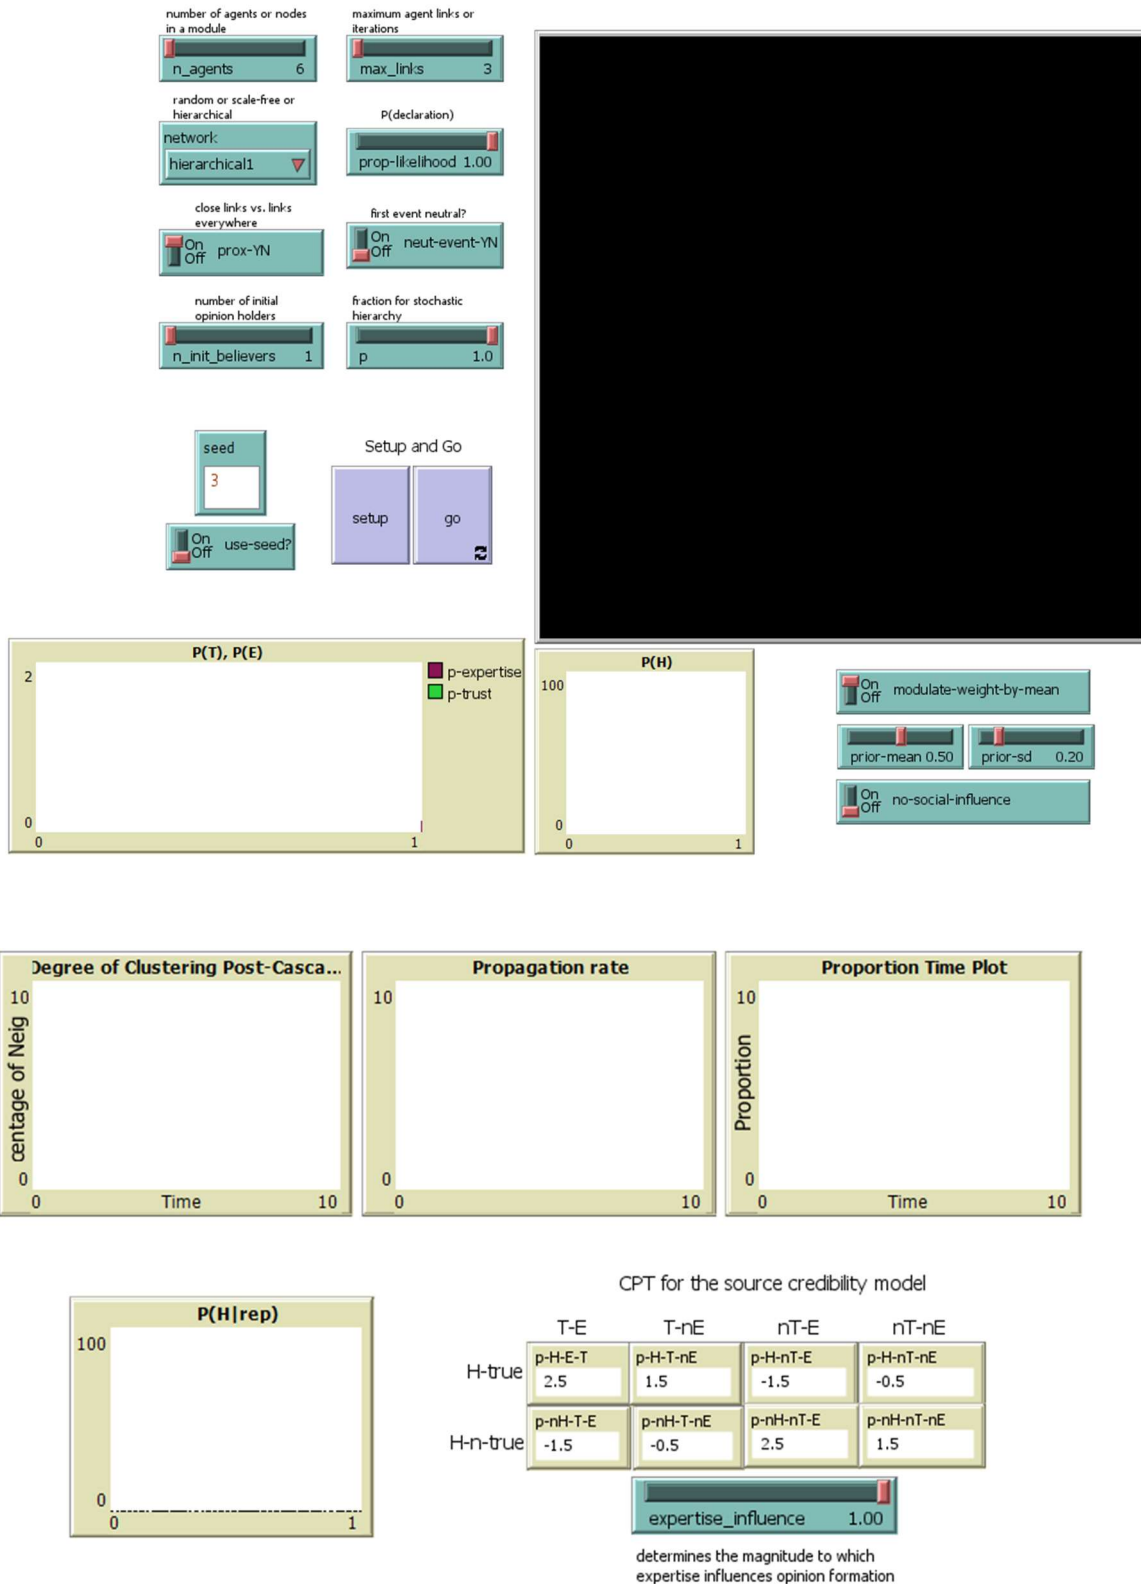 number of agents or nodes
in a module
n_agents 6
maximum agent links or
iterations
max_links 3
random or scale-free or
hierarchical
network
hierarchical1
P(declaration)
prop-likelihood 1.00
close links vs. links
everywhere
On
Off
prox-YN
first event neutral?
On
Off
neut-event-YN
number of initial
opinion holders
n_init_believers 1
fraction for stochastic
hierarchy
p 1.0
seed
3
On
Off
use-seed?
Setup and Go
setup
go
P(T), P(E)
2
0
0 1
p-expertise
p-trust
P(H)
100
0
0 1
On
Off
modulate-weight-by-mean
prior-mean 0.50
prior-sd 0.20
On
Off
no-social-influence
Degree of Clustering Post-Casca...
centage of Neig
10
0
0 Time 10
Propagation rate
10
0
0 10
Proportion Time Plot
Proportion
10
0
0 Time 10
P(H|rep)
100
0
0 1
CPT for the source credibility model
T-E T-nE nT-E nT-nE
H-true
p-H-E-T p-H-T-nE p-H-nT-E p-H-nT-nE
2.5 1.5 -1.5 -0.5
H-n-true
p-nH-T-E p-nH-T-nE p-nH-nT-E p-nH-nT-nE
-1.5 -0.5 2.5 1.5
expertise_influence 1.00
determines the magnitude to which
expertise influences opinion formation